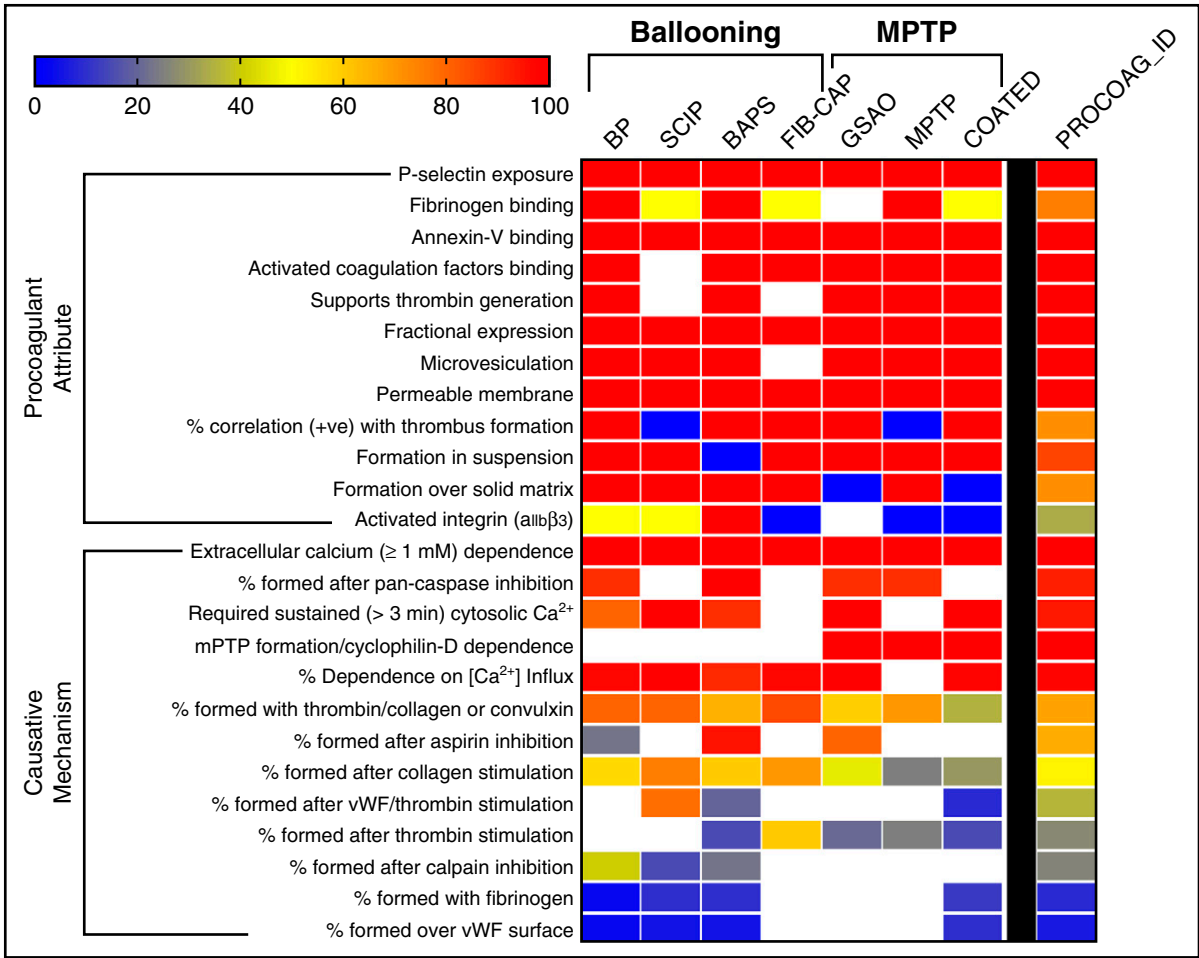 Ballooning MPTP
0 20 40 60 80 100
BP SCIP BAPS FIB-CAP GSAO MPTP COATED PROCOAG_ID
Procoagulant
Attribute
P-selectin exposure
Fibrinogen binding
Annexin-V binding
Activated coagulation factors binding
Supports thrombin generation
Fractional expression
Microvesiculation
Permeable membrane
% correlation (+ve) with thrombus formation
Formation in suspension
Formation over solid matrix
Activated integrin (aIIbβ3)
Causative
Mechanism
Extracellular calcium (≥ 1 mM) dependence
% formed after pan-caspase inhibition
Required sustained (> 3 min) cytosolic Ca²⁺
mPTP formation/cyclophilin-D dependence
% Dependence on [Ca²⁺] Influx
% formed with thrombin/collagen or convulxin
% formed after aspirin inhibition
% formed after collagen stimulation
% formed after vWF/thrombin stimulation
% formed after thrombin stimulation
% formed after calpain inhibition
% formed with fibrinogen
% formed over vWF surface